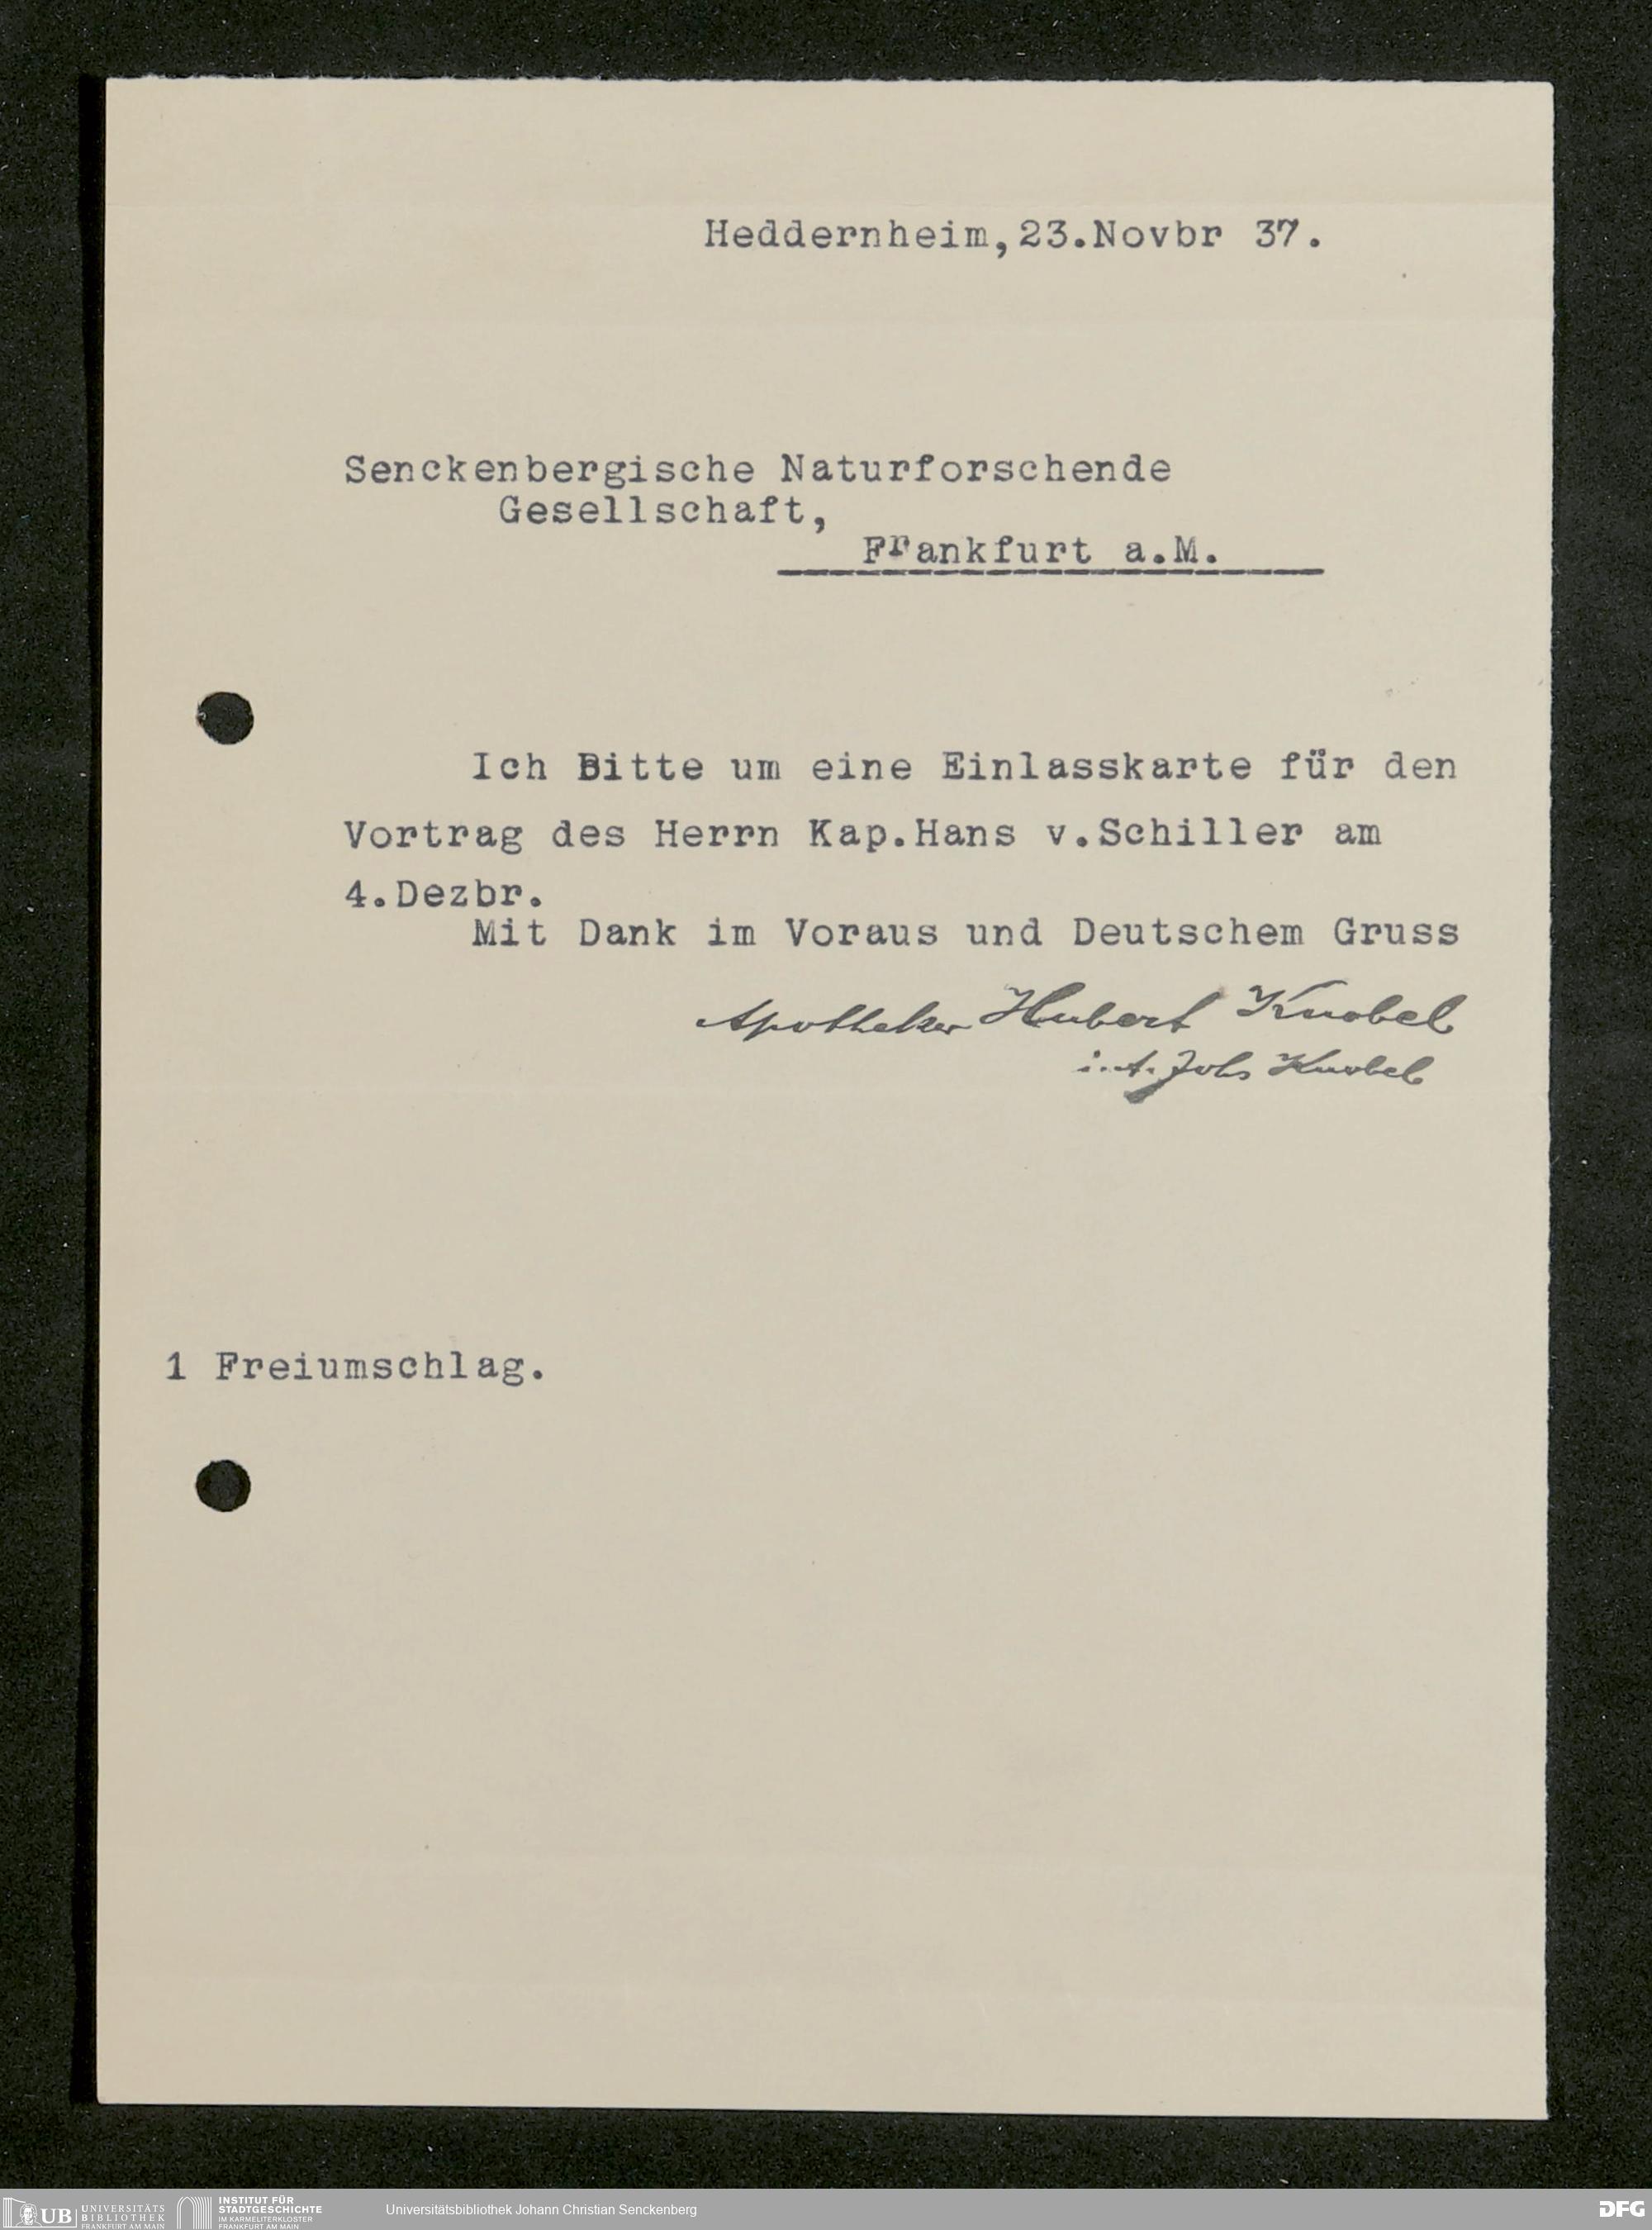 Heddernheim,23.Novbr 37.
Senckenbergische Naturforschende
Gesellschaft,
Frankfurt a.M.
Ich Bitte um eine Einlasskarte für den
Vortrag des Herrn Kap.Hans v.Schiller am
4.Dezbr.
Mit Dank im Voraus und Deutschem Gruss
Apotheker Hubert Knobel
i. A. Johs Knobel
1 Freiumschlag.
UB UNIVERSITÄTS BIBLIOTHEK FRANKFURT AM MAIN
INSTITUT FÜR STADTGESCHICHTE IM KARMELITERKLOSTER FRANKFURT AM MAIN
Universitätsbibliothek Johann Christian Senckenberg
DFG